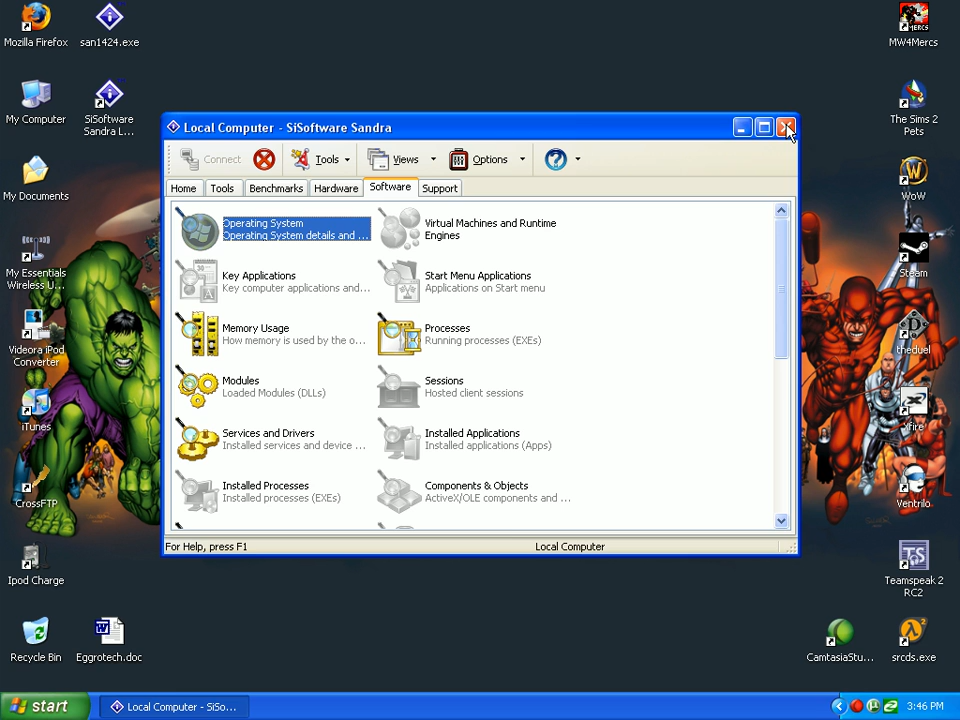 Mozilla Firefox
san1424.exe
MW4Mercs
My Computer
SiSoftware
Sandra L...
The Sims 2
Pets
My Documents
WoW
My Essentials
Wireless U...
Steam
Videora iPod
Converter
theduel
iTunes
Xfire
CrossFTP
Ventrilo
Ipod Charge
Teamspeak 2
RC2
Recycle Bin
Eggrotech.doc
CamtasiaStu...
srcds.exe
Local Computer - SiSoftware Sandra
Connect
Tools
Views
Options
Home
Tools
Benchmarks
Hardware
Software
Support
Operating System
Operating System details and ...
Virtual Machines and Runtime
Engines
Key Applications
Key computer applications and...
Start Menu Applications
Applications on Start menu
Memory Usage
How memory is used by the o...
Processes
Running processes (EXEs)
Modules
Loaded Modules (DLLs)
Sessions
Hosted client sessions
Services and Drivers
Installed services and device ...
Installed Applications
Installed applications (Apps)
Installed Processes
Installed processes (EXEs)
Components & Objects
ActiveX/OLE components and ...
For Help, press F1
Local Computer
start
Local Computer - SiSo...
3:46 PM